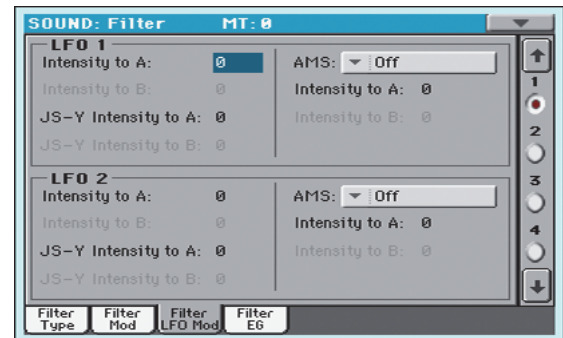 SOUND: Filter MT: 0
LFO 1
Intensity to A: 0 AMS: Off
Intensity to B: 0 Intensity to A: 0
JS-Y Intensity to A: 0 Intensity to B: 0
JS-Y Intensity to B: 0
1
2
LFO 2
Intensity to A: 0 AMS: Off
Intensity to B: 0 Intensity to A: 0
JS-Y Intensity to A: 0 Intensity to B: 0
JS-Y Intensity to B: 0
3
4
Filter Type Filter Mod Filter LFO Mod Filter EG